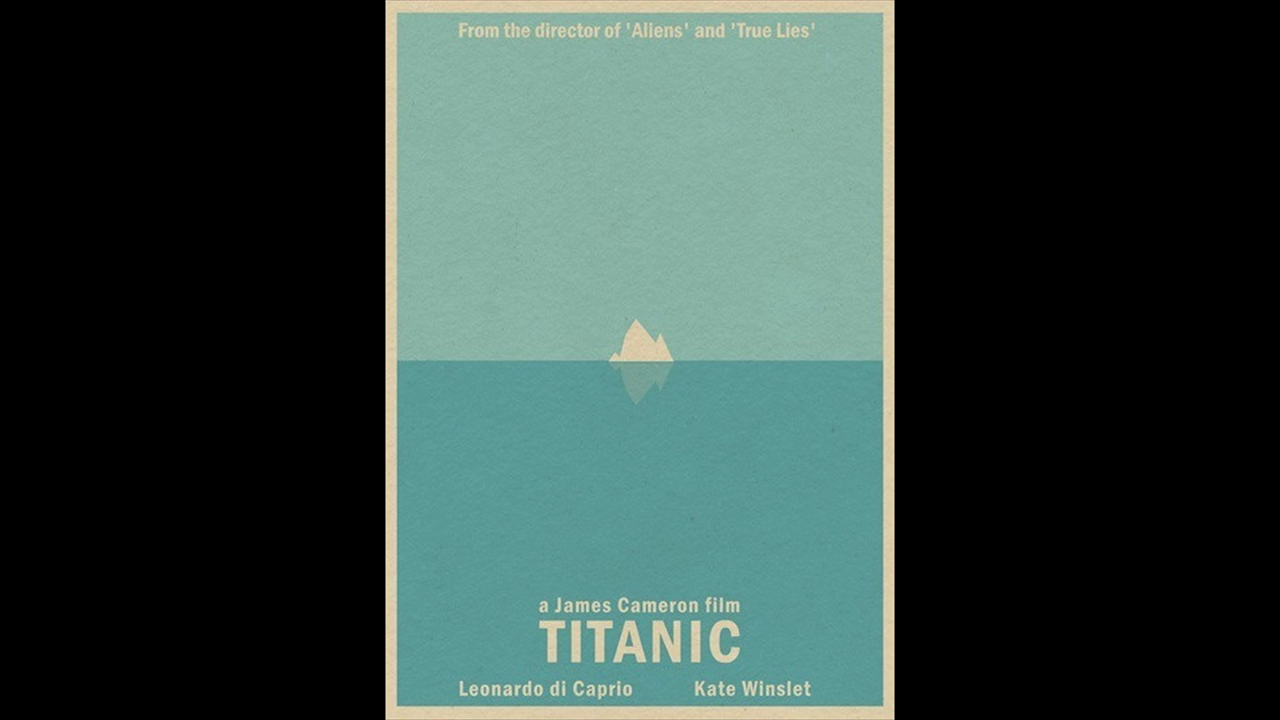 From the director of 'Aliens' and 'True Lies'
a James Cameron film
TITANIC
Leonardo di Caprio Kate Winslet